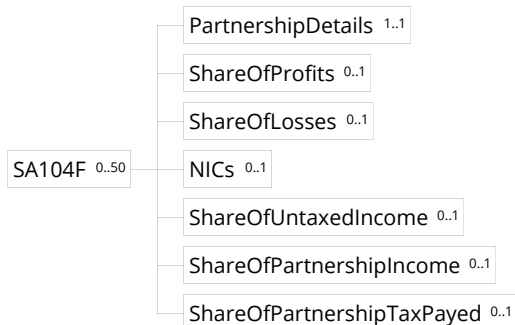 PartnershipDetails 1..1
ShareOfProfits 0..1
ShareOfLosses 0..1
SA104F 0..50
NICs 0..1
ShareOfUntaxedIncome 0..1
ShareOfPartnershipIncome 0..1
ShareOfPartnershipTaxPayed 0..1